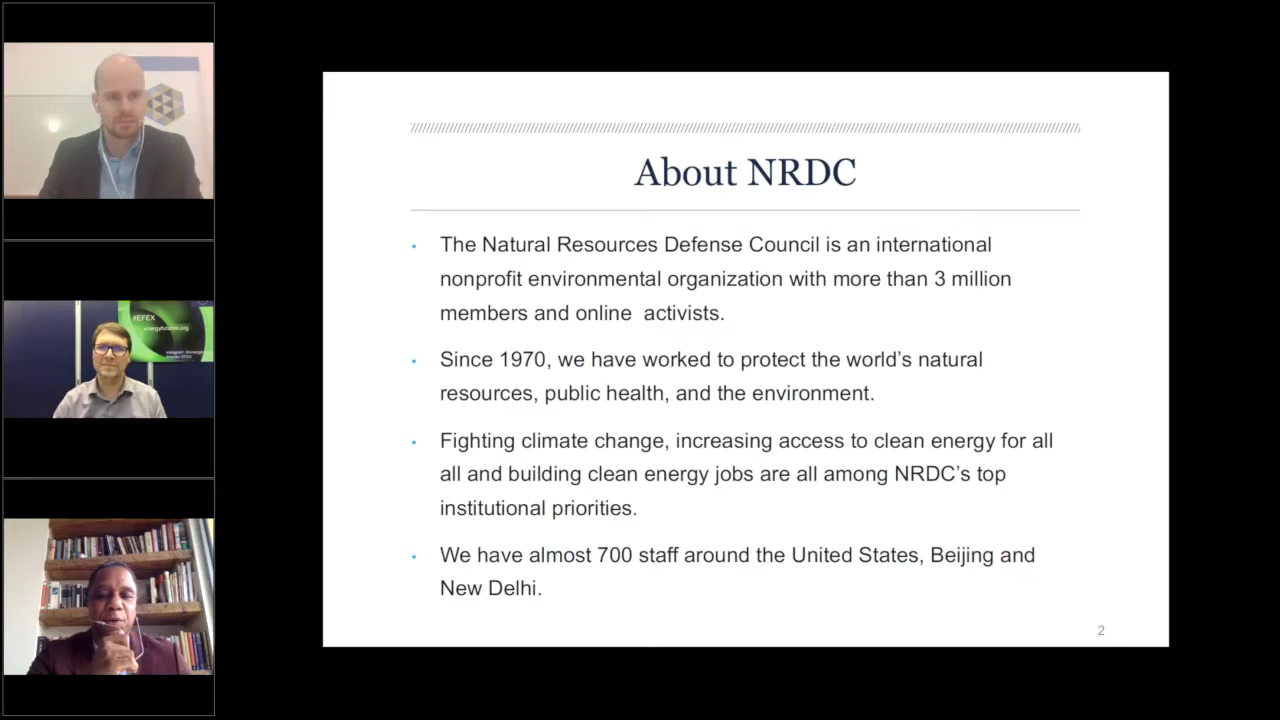 #EFEX
energyfutures.org
About NRDC
• The Natural Resources Defense Council is an international
nonprofit environmental organization with more than 3 million
members and online activists.
• Since 1970, we have worked to protect the world's natural
resources, public health, and the environment.
• Fighting climate change, increasing access to clean energy for all
all and building clean energy jobs are all among NRDC's top
institutional priorities.
• We have almost 700 staff around the United States, Beijing and
New Delhi.
2